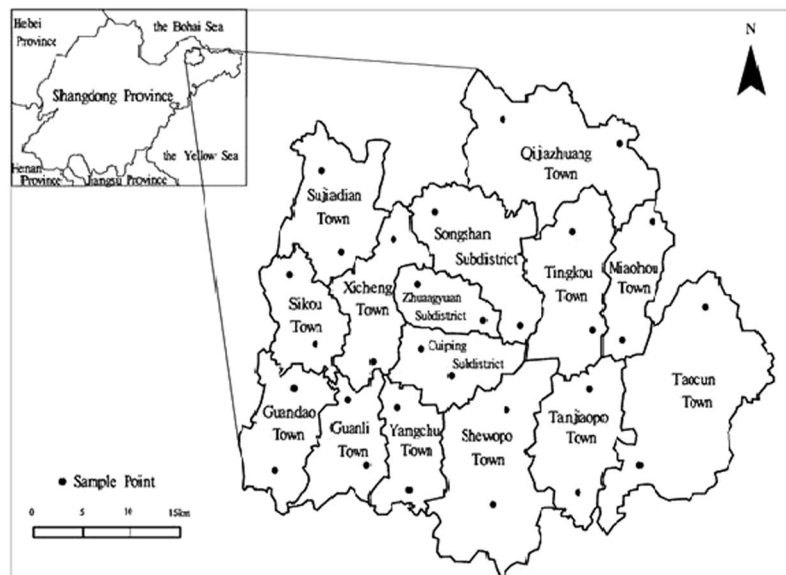 Hebei
Province
the Bohai Sea
Shangdong Province
the Yellow Sea
Henan
Province
Jiangsu Province
N
Qijiazhuang
Town
Sujiadian
Town
Songshan
Subdistrict
Tingkou
Town
Miaohou
Town
Xicheng
Town
Zhuangyuan
Subdistrict
Sikou
Town
Cuiping
Subdistrict
Taocun
Town
Guandao
Town
Guanli
Town
Yangchu
Town
Shewopo
Town
Tanjiaopo
Town
Sample Point
0 5 10 15km